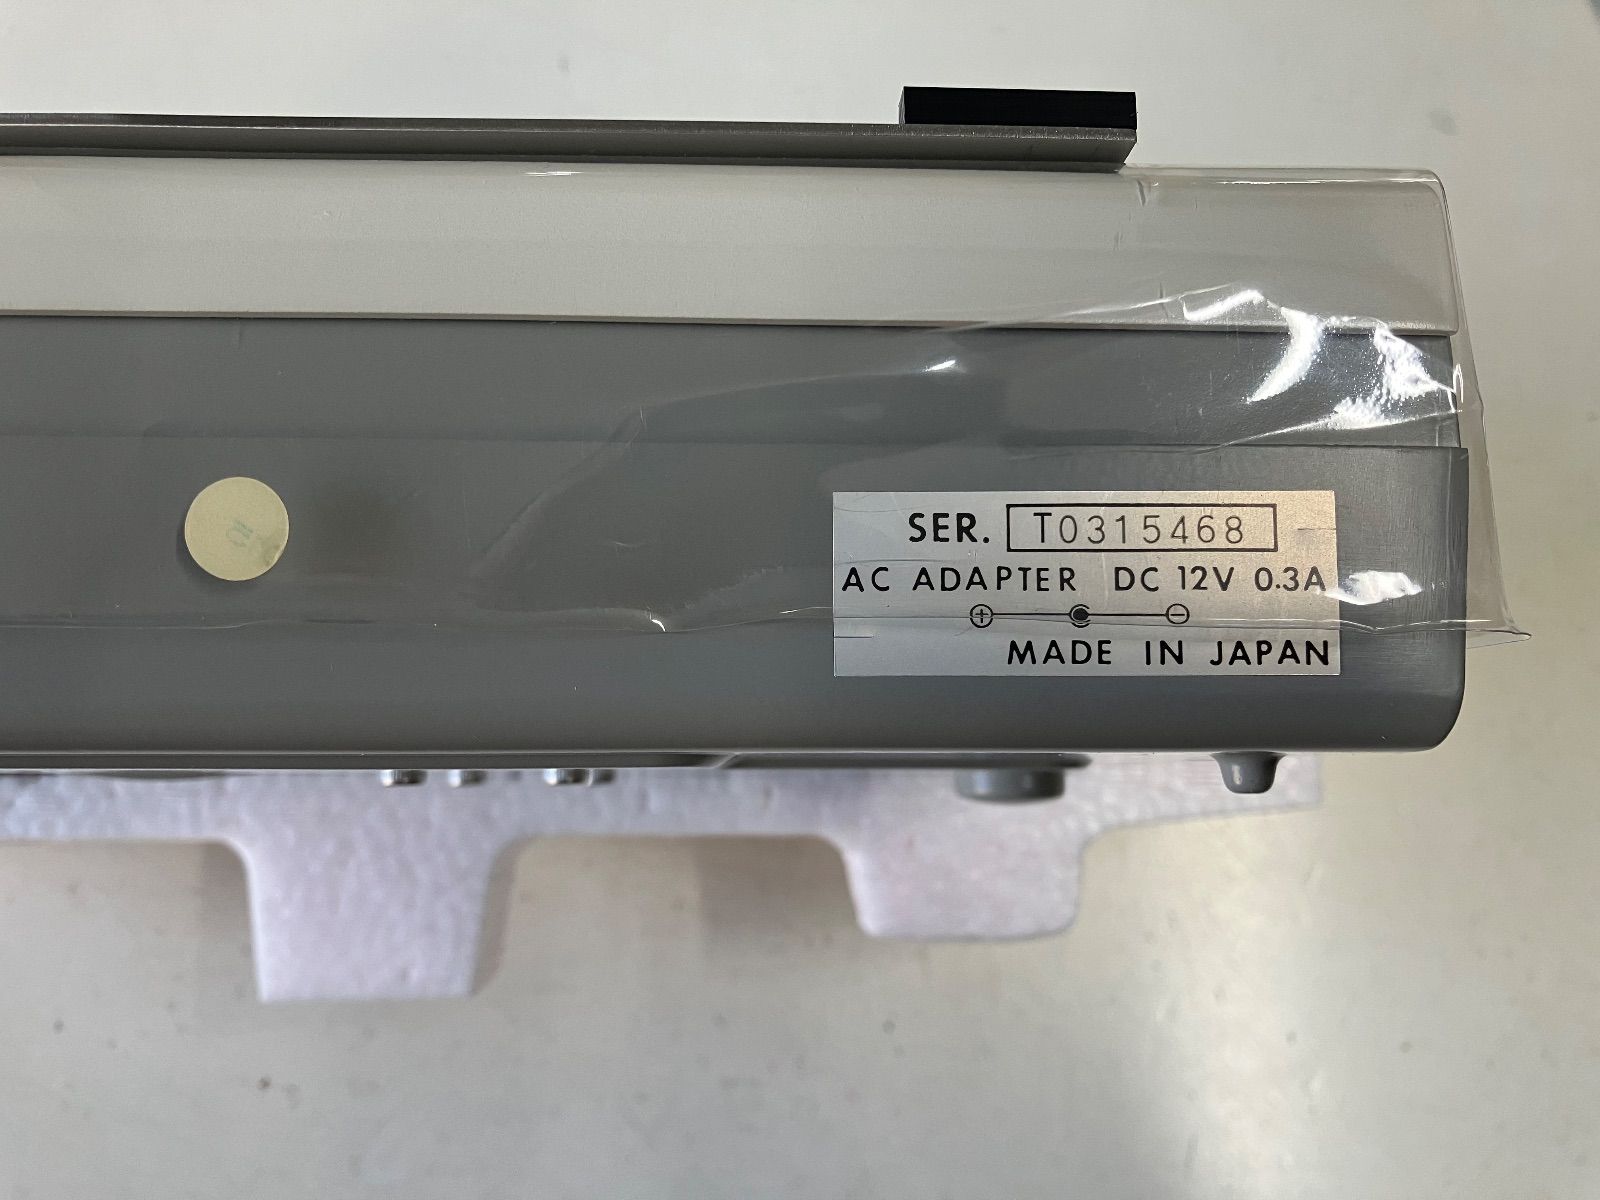 SER. T0315468
AC ADAPTER DC 12V 0.3A
MADE IN JAPAN